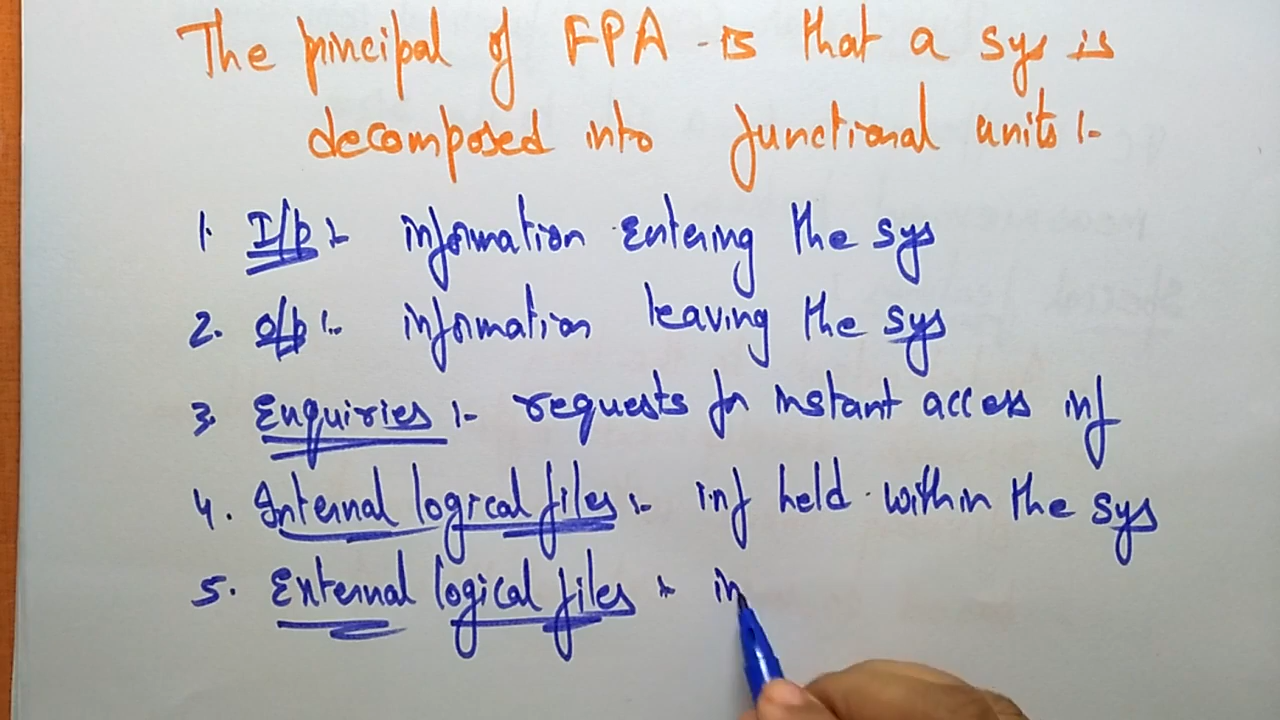 The principal of FPA is that a sys is
decomposed into functional units :-
1. I/p :- information entering the sys
2. o/p :- information leaving the sys
3. Enquiries :- requests for instant access inf
4. Internal logical files :- inf held within the sys
5. External logical files :- in